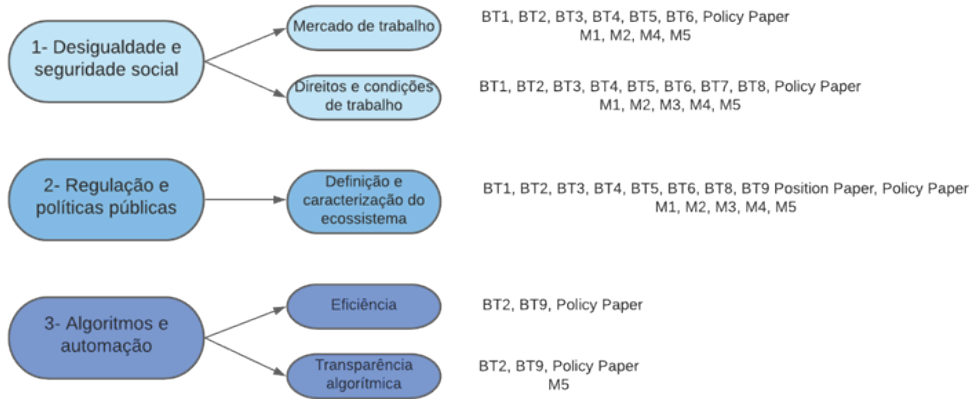 1- Desigualdade e
seguridade social
Mercado de trabalho
BT1, BT2, BT3, BT4, BT5, BT6, Policy Paper
M1, M2, M4, M5
Direitos e condições
de trabalho
BT1, BT2, BT3, BT4, BT5, BT6, BT7, BT8, Policy Paper
M1, M2, M3, M4, M5
2- Regulação e
políticas públicas
Definição e
caracterização do
ecossistema
BT1, BT2, BT3, BT4, BT5, BT6, BT8, BT9 Position Paper, Policy Paper
M1, M2, M3, M4, M5
3- Algoritmos e
automação
Eficiência
BT2, BT9, Policy Paper
Transparência
algorítmica
BT2, BT9, Policy Paper
M5